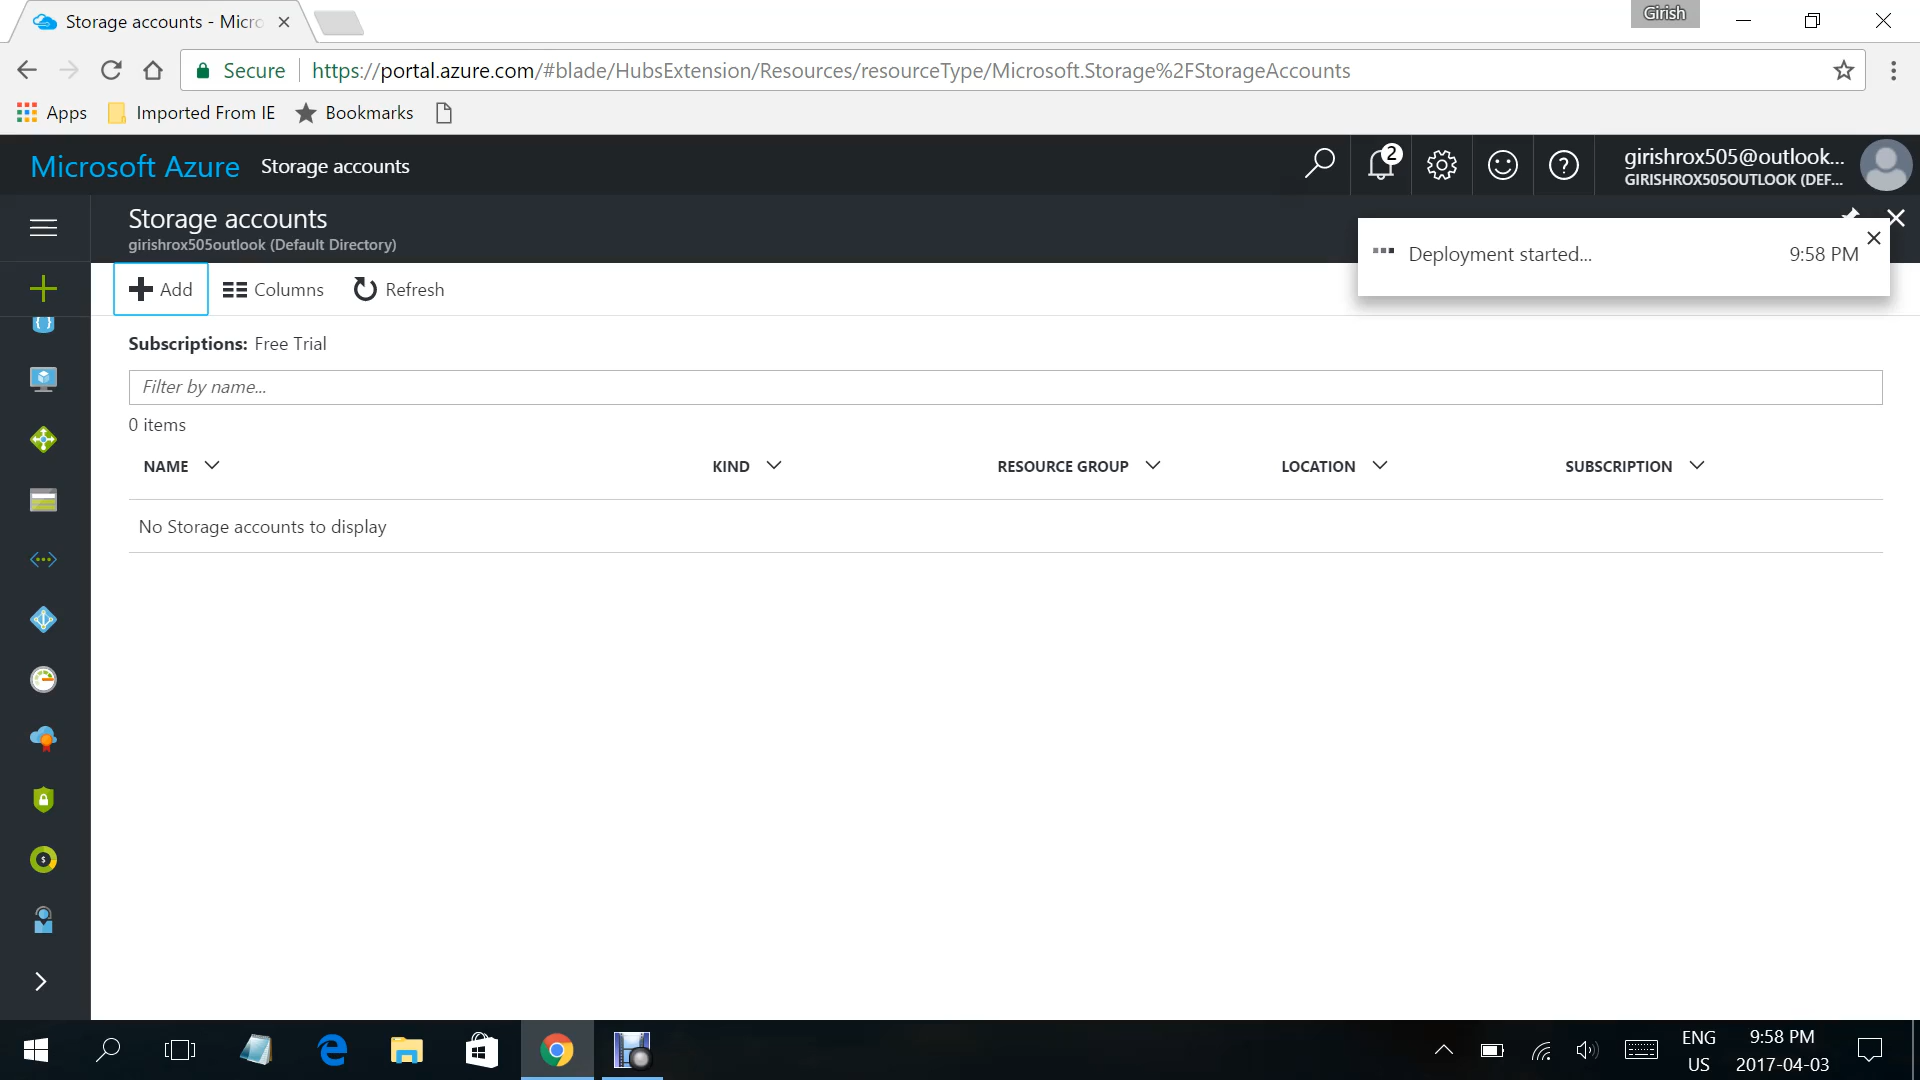 Storage accounts - Micro
Girish
Secure
https://portal.azure.com/#blade/HubsExtension/Resources/resourceType/Microsoft.Storage%2FStorageAccounts
Apps
Imported From IE
Bookmarks
Microsoft Azure
Storage accounts
2
girishrox505@outlook...
GIRISHROX505OUTLOOK (DEF...
Storage accounts
girishrox505outlook (Default Directory)
Deployment started...
9:58 PM
Add
Columns
Refresh
Subscriptions: Free Trial
Filter by name...
0 items
NAME
KIND
RESOURCE GROUP
LOCATION
SUBSCRIPTION
No Storage accounts to display
ENG
US
9:58 PM
2017-04-03